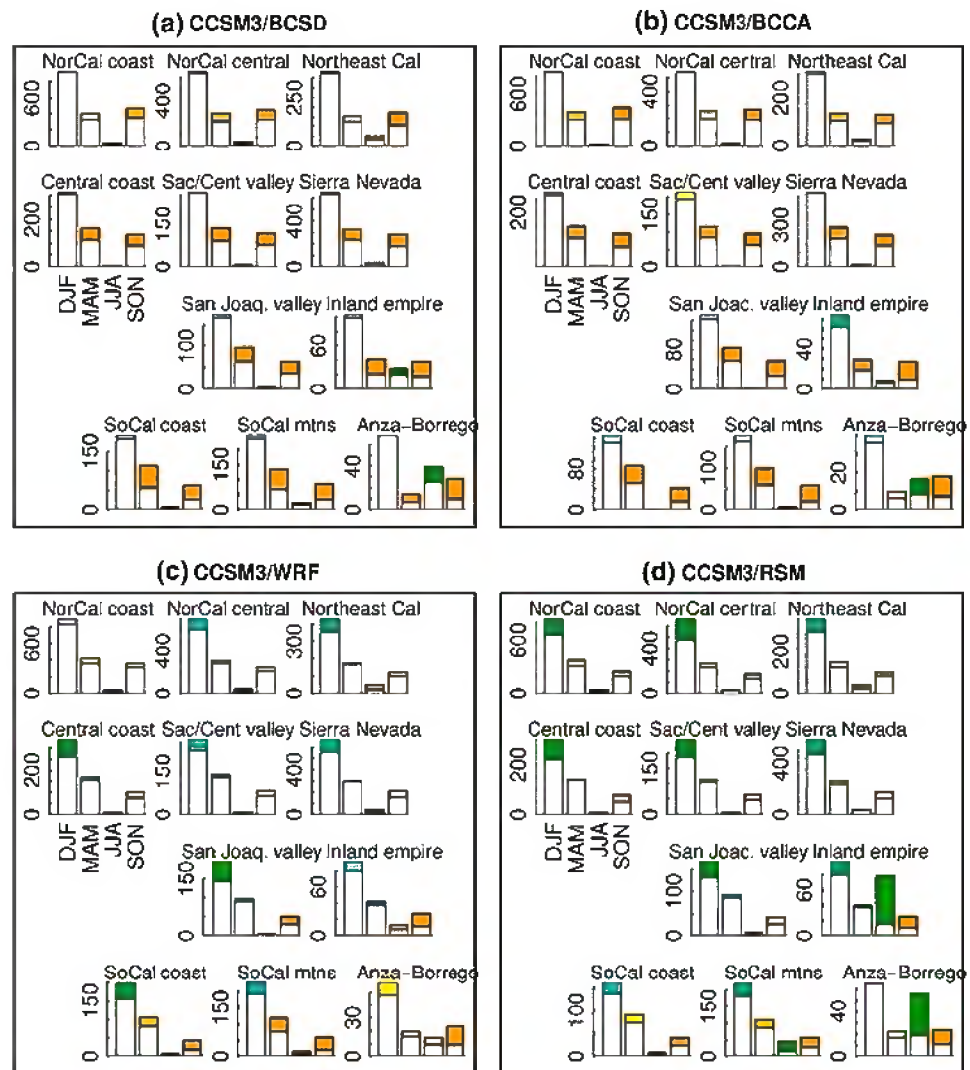 (a) CCSM3/BCSD
NorCal coast NorCal central Northeast Cal
0 600 0 400 0 250
Central coast Sac/Cent valley Sierra Nevada
0 200 0 150 0 400
DJF MAM JJA SON
San Joaq. valley Inland empire
0 100 0 60
SoCal coast SoCal mtns Anza-Borrego
0 150 0 150 0 40
(b) CCSM3/BCCA
NorCal coast NorCal central Northeast Cal
0 600 0 400 0 200
Central coast Sac/Cent valley Sierra Nevada
0 200 0 150 0 300
DJF MAM JJA SON
San Joaq. valley Inland empire
0 80 0 40
SoCal coast SoCal mtns Anza-Borrego
0 80 0 100 0 20
(c) CCSM3/WRF
NorCal coast NorCal central Northeast Cal
0 600 0 400 0 300
Central coast Sac/Cent valley Sierra Nevada
0 200 0 150 0 400
DJF MAM JJA SON
San Joaq. valley Inland empire
0 150 0 60
SoCal coast SoCal mtns Anza-Borrego
0 150 0 150 0 30
(d) CCSM3/RSM
NorCal coast NorCal central Northeast Cal
0 600 0 400 0 200
Central coast Sac/Cent valley Sierra Nevada
0 200 0 150 0 400
DJF MAM JJA SON
San Joaq. valley Inland empire
0 100 0 60
SoCal coast SoCal mtns Anza-Borrego
0 100 0 150 0 40